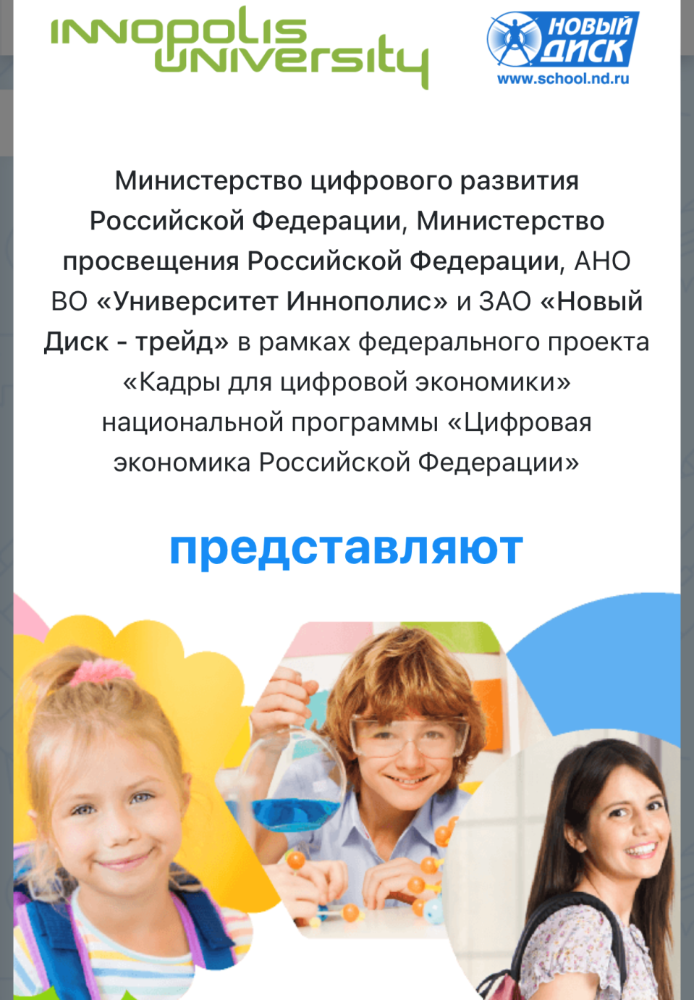 INNOPOLIS
UNIVERSITY
НОВЫЙ
ДИСК
www.school.nd.ru
Министерство цифрового развития
Российской Федерации, Министерство
просвещения Российской Федерации, АНО
ВО «Университет Иннополис» и ЗАО «Новый
Диск - трейд» в рамках федерального проекта
«Кадры для цифровой экономики»
национальной программы «Цифровая
экономика Российской Федерации»
представляют